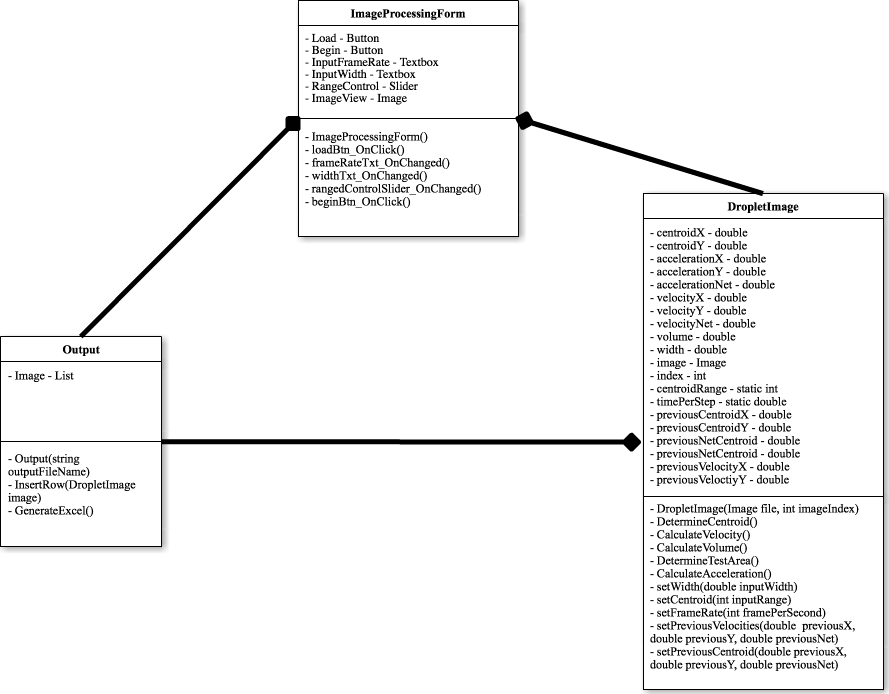 ImageProcessingForm
- Load - Button
- Begin - Button
- InputFrameRate - Textbox
- InputWidth - Textbox
- RangeControl - Slider
- ImageView - Image
- ImageProcessingForm()
- loadBtn_OnClick()
- frameRateTxt_OnChanged()
- widthTxt_OnChanged()
- rangedControlSlider_OnChanged()
- beginBtn_OnClick()
DropletImage
- centroidX - double
- centroidY - double
- accelerationX - double
- accelerationY - double
- accelerationNet - double
- velocityX - double
- velocityY - double
- velocityNet - double
- volume - double
- width - double
- image - Image
- index - int
- centroidRange - static int
- timePerStep - static double
- previousCentroidX - double
- previousCentroidY - double
- previousNetCentroid - double
- previousNetCentroid - double
- previousVelocityX - double
- previousVeloctiyY - double
- DropletImage(Image file, int imageIndex)
- DetermineCentroid()
- CalculateVelocity()
- CalculateVolume()
- DetermineTestArea()
- CalculateAcceleration()
- setWidth(double inputWidth)
- setCentroid(int inputRange)
- setFrameRate(int framePerSecond)
- setPreviousVelocities(double previousX,
double previousY, double previousNet)
- setPreviousCentroid(double previousX,
double previousY, double previousNet)
Output
- Image - List
- Output(string
outputFileName)
- InsertRow(DropletImage
image)
- GenerateExcel()